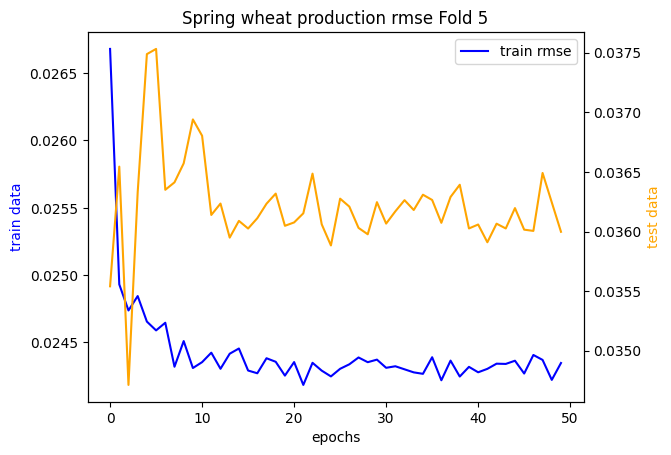 Spring wheat production rmse Fold 5
train rmse
0.0265
0.0260
0.0255
0.0250
0.0245
train data
0.0375
0.0370
0.0365
0.0360
0.0355
0.0350
test data
0 10 20 30 40 50
epochs